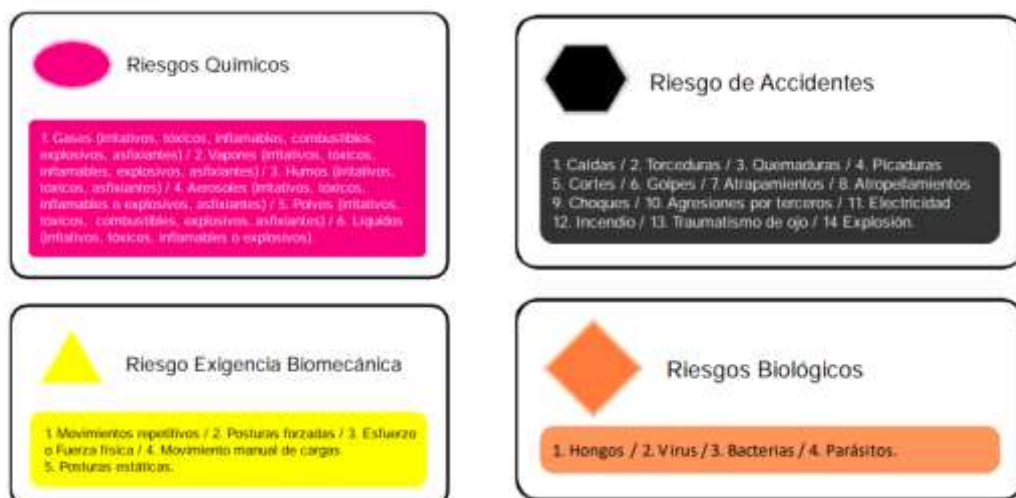 Riesgos Químicos
1. Gases (irritativos, tóxicos, inflamables, combustibles,
explosivos, asfixiantes) / 2. Vapores (irritativos, tóxicos,
inflamables, explosivos, asfixiantes) / 3. Humos (irritativos,
tóxicos, asfixiantes) / 4. Aerosoles (irritativos, tóxicos,
inflamables o explosivos, asfixiantes) / 5. Polvos (irritativos,
tóxicos, combustibles, explosivos, asfixiantes) / 6. Líquidos
(irritativos, tóxicos, inflamables o explosivos).
Riesgo de Accidentes
1. Caídas / 2. Torceduras / 3. Quemaduras / 4. Picaduras
5. Cortes / 6. Golpes / 7. Atrapamientos / 8. Atropellamientos
9. Choques / 10. Agresiones por terceros / 11. Electricidad
12. Incendio / 13. Traumatismo de ojo / 14 Explosión.
Riesgo Exigencia Biomecánica
1. Movimientos repetitivos / 2. Posturas forzadas / 3. Esfuerzo
o Fuerza física / 4. Movimiento manual de cargas
5. Posturas estáticas.
Riesgos Biológicos
1. Hongos / 2. Virus / 3. Bacterias / 4. Parásitos.